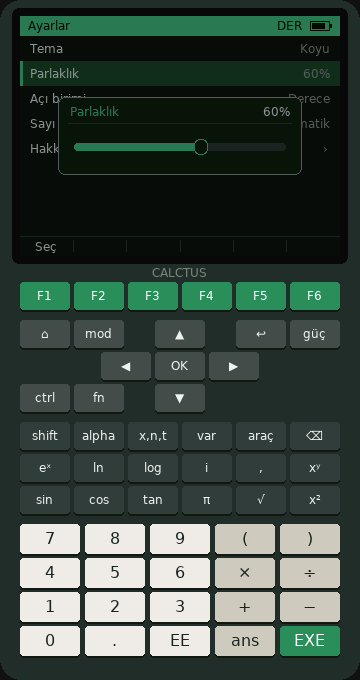 Ayarlar DER
Tema Koyu
Parlaklık 60%
Açı birimi Derece
Parlaklık 60%
Sayı
Hakk ›
Seç
CALCTUS
F1 F2 F3 F4 F5 F6
⌂ mod ▲ ↩ güç
◀ OK ▶
ctrl fn ▼
shift alpha x,n,t var araç ⌫
eˣ ln log i , xʸ
sin cos tan π √ x²
7 8 9 ( )
4 5 6 × ÷
1 2 3 + −
0 . EE ans EXE